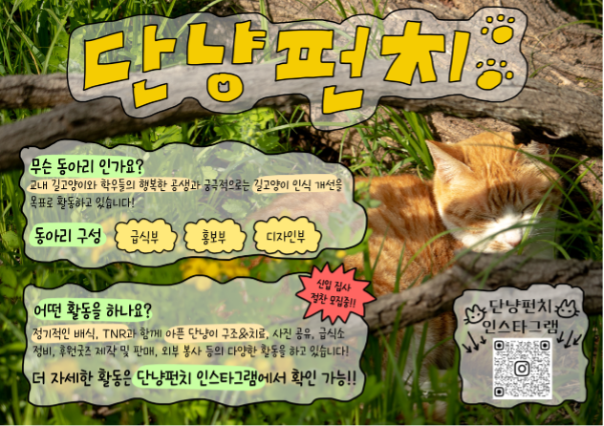 단냥펀치
무슨 동아리 인가요?
교내 길고양이와 학우들의 행복한 공생과 궁극적으로는 길고양이 인식 개선을
목표로 활동하고 있습니다!
동아리 구성 급식부 홍보부 디자인부
신입 집사
절찬 모집중!!
어떤 활동을 하나요?
정기적인 배식, TNR과 함께 아픈 단냥이 구조&치료, 사진 공유, 급식소
정비, 후원굿즈 제작 및 판매, 외부 봉사 등의 다양한 활동을 하고 있습니다!
더 자세한 활동은 단냥펀치 인스타그램에서 확인 가능!!
단냥펀치
인스타그램